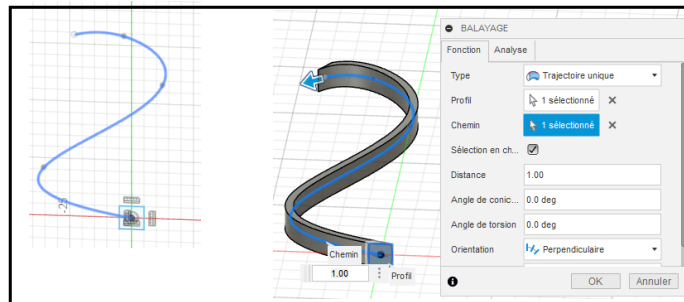 BALAYAGE
Fonction Analyse
Type Trajectoire unique
Profil 1 sélectionné
Chemin 1 sélectionné
Sélection en ch...
Distance 1.00
Angle de conic... 0.0 deg
Angle de torsion 0.0 deg
Orientation Perpendiculaire
OK Annuler
-25
Chemin
1.00 Profil